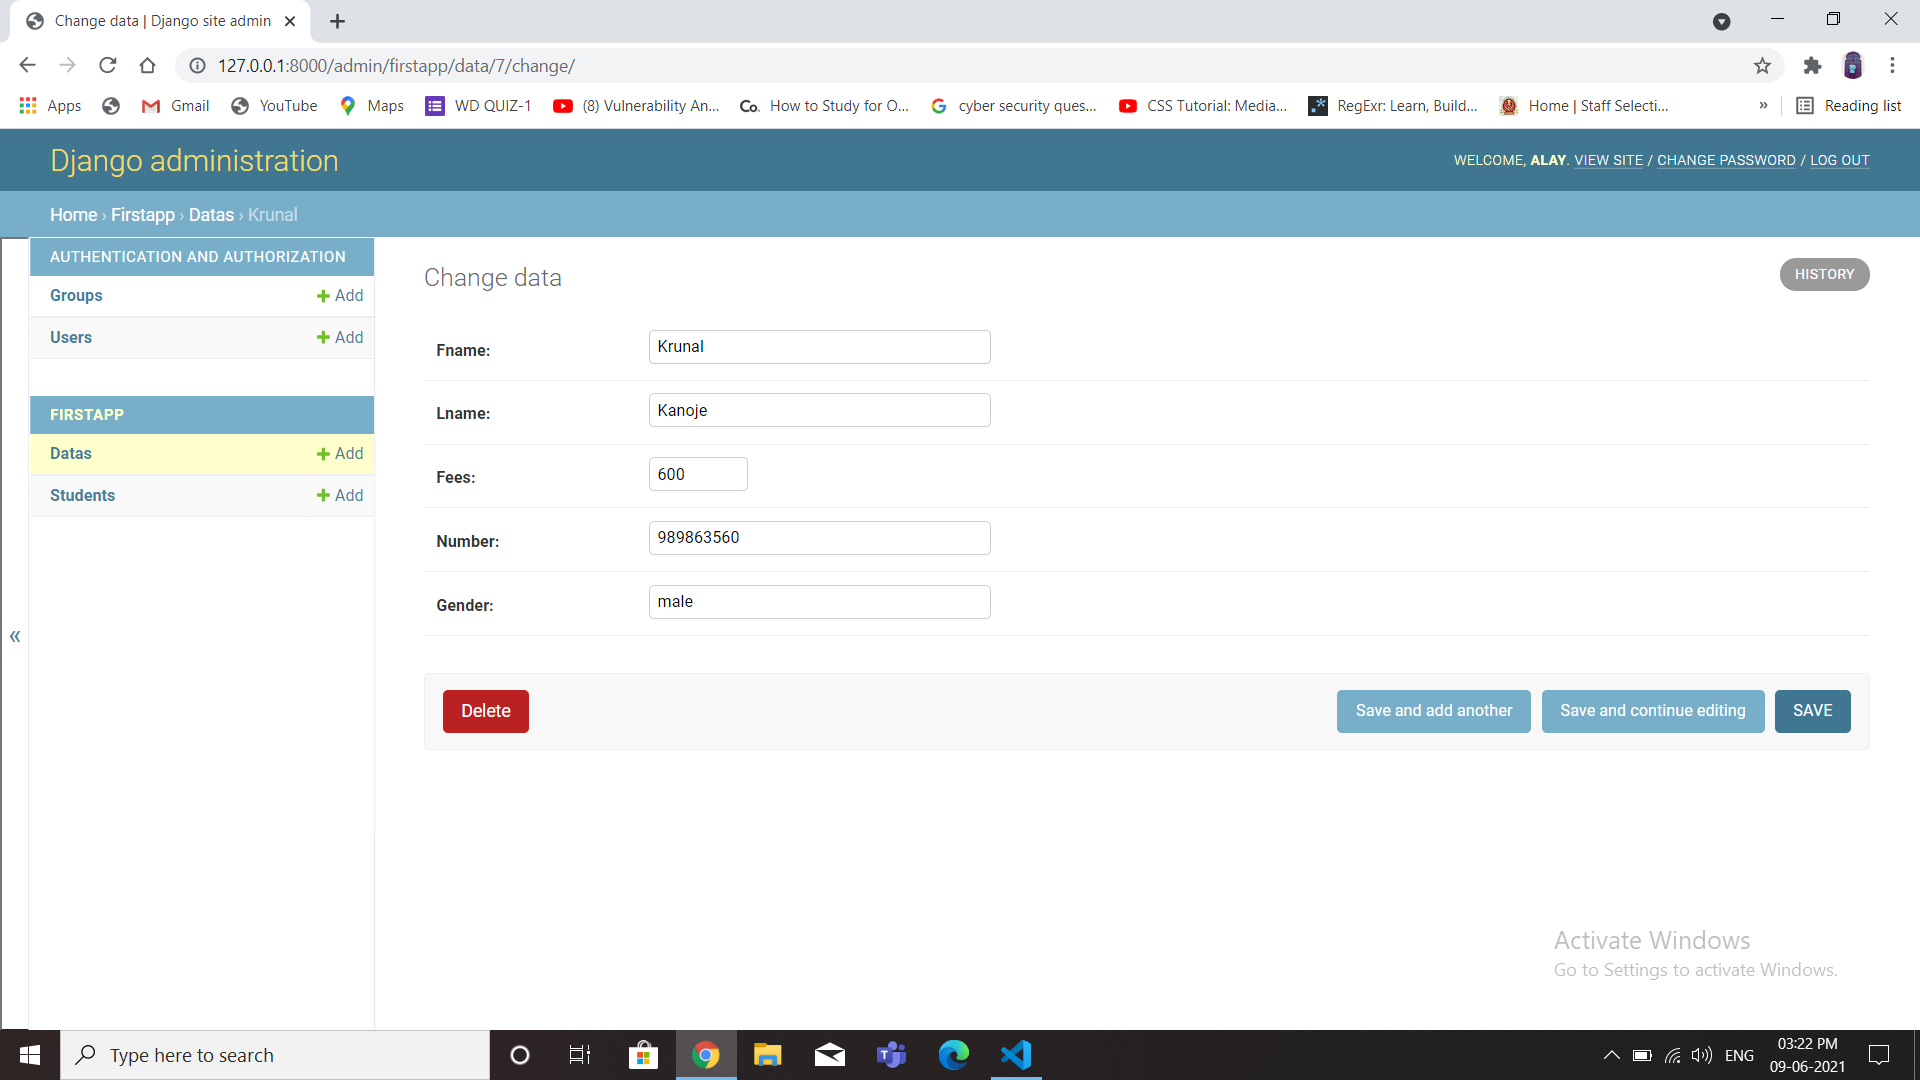 Change data | Django site admin
127.0.0.1:8000/admin/firstapp/data/7/change/
Apps Gmail YouTube Maps WD QUIZ-1 (8) Vulnerability An... Co. How to Study for O... cyber security ques... CSS Tutorial: Media... RegExr: Learn, Build... Home | Staff Selecti... » Reading list
Django administration
WELCOME, ALAY. VIEW SITE / CHANGE PASSWORD / LOG OUT
Home › Firstapp › Datas › Krunal
AUTHENTICATION AND AUTHORIZATION
Groups + Add
Users + Add
FIRSTAPP
Datas + Add
Students + Add
«
Change data
HISTORY
Fname: Krunal
Lname: Kanoje
Fees: 600
Number: 989863560
Gender: male
Delete Save and add another Save and continue editing SAVE
Activate Windows
Go to Settings to activate Windows.
Type here to search
ENG
03:22 PM
09-06-2021